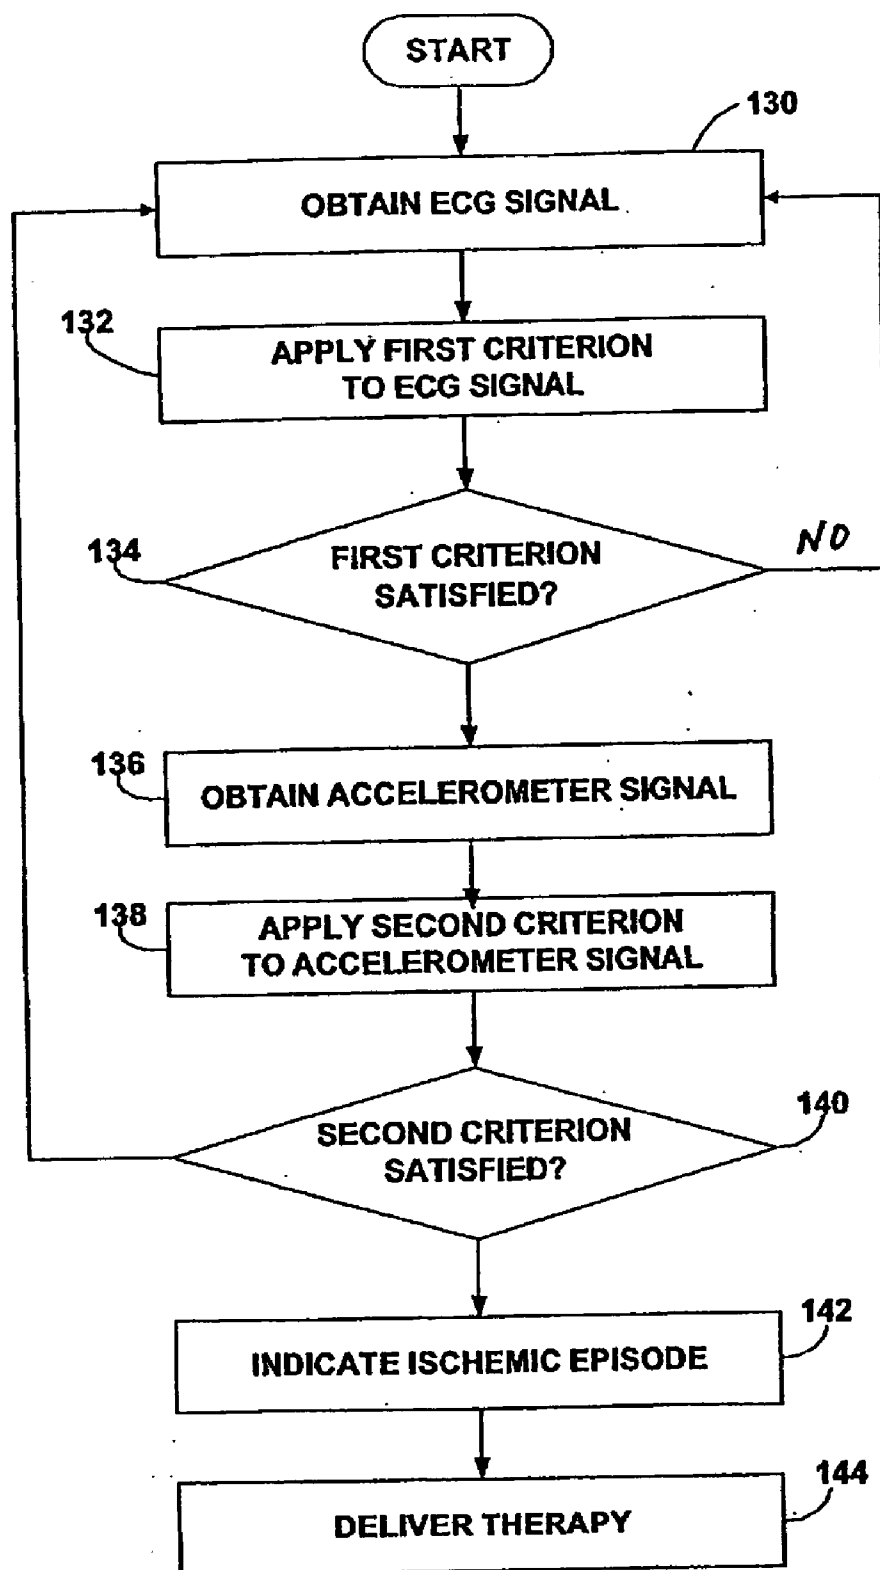 START
130
OBTAIN ECG SIGNAL
132
APPLY FIRST CRITERION
TO ECG SIGNAL
134
FIRST CRITERION
SATISFIED?
NO
136
OBTAIN ACCELEROMETER SIGNAL
138
APPLY SECOND CRITERION
TO ACCELEROMETER SIGNAL
140
SECOND CRITERION
SATISFIED?
142
INDICATE ISCHEMIC EPISODE
144
DELIVER THERAPY